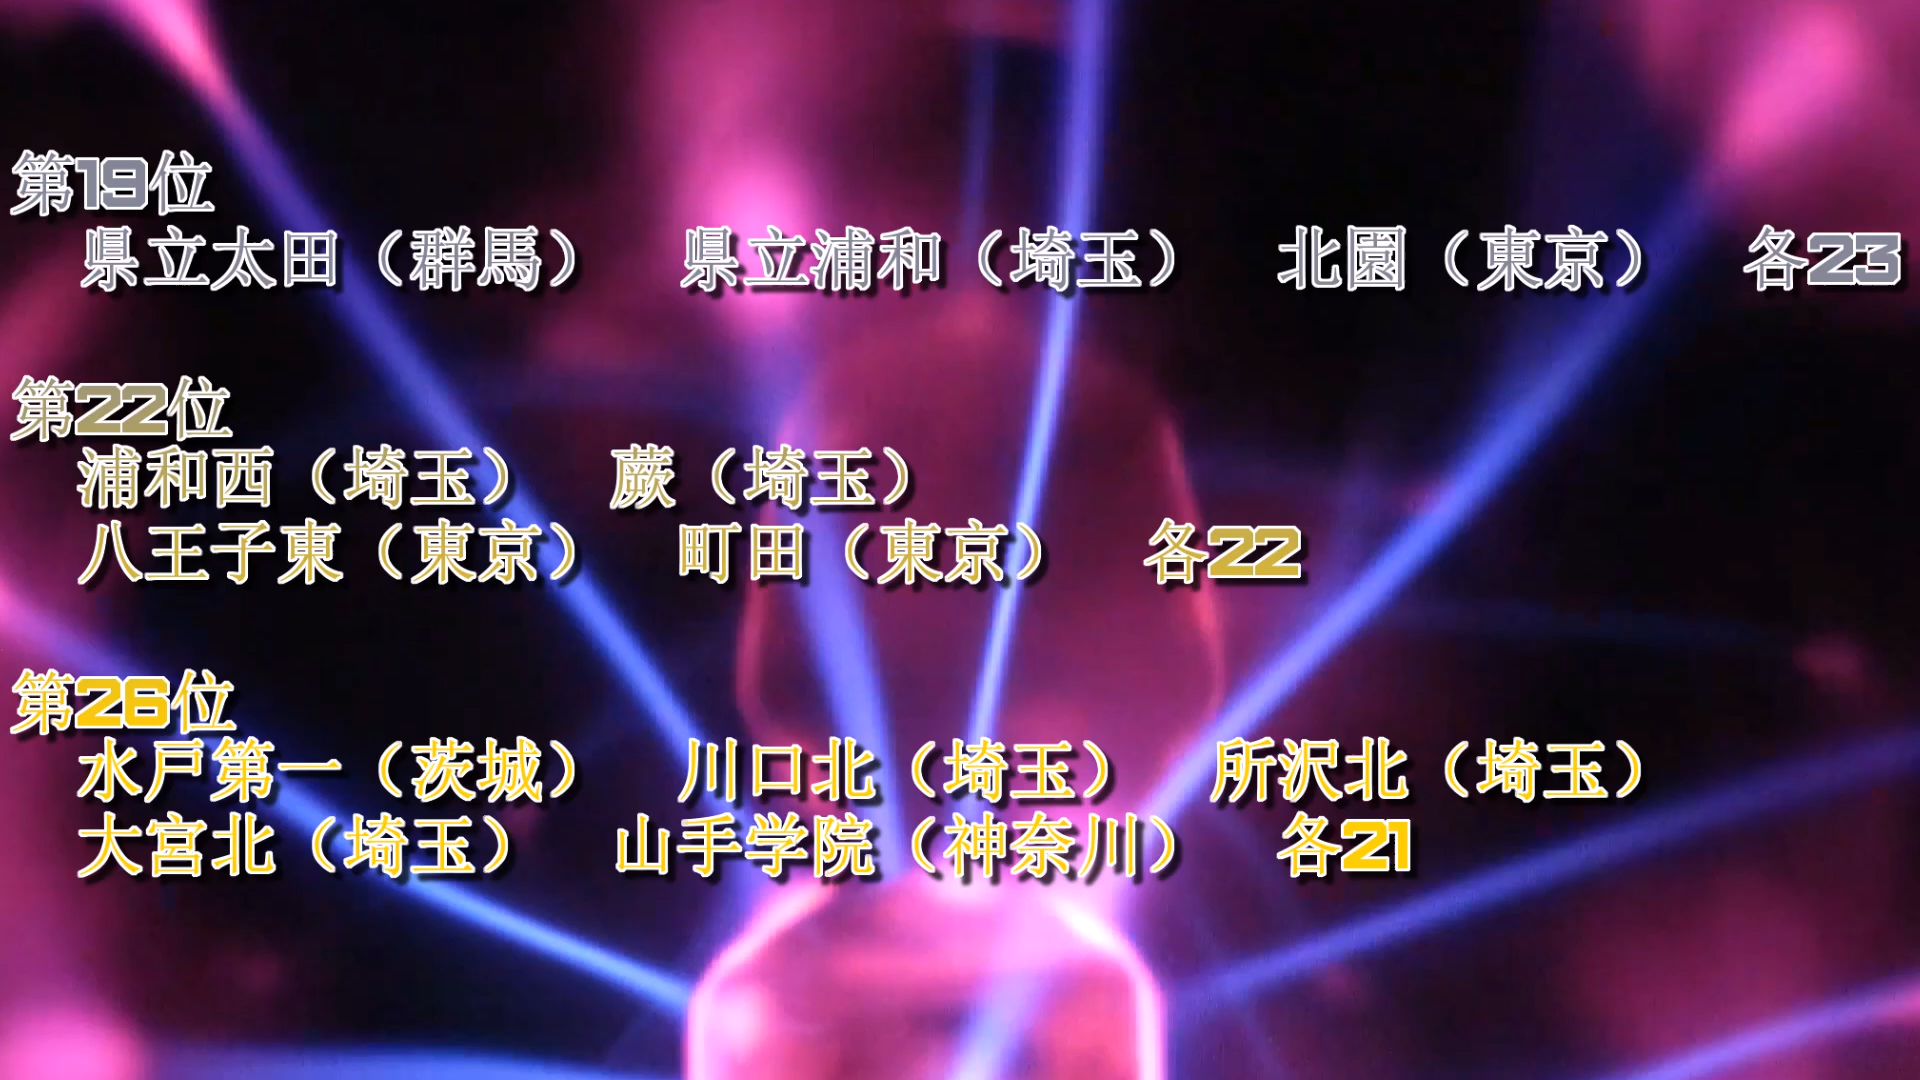 第19位
県立太田（群馬）　県立浦和（埼玉）　北園（東京）　各23
第22位
浦和西（埼玉）　蕨（埼玉）
八王子東（東京）　町田（東京）　各22
第26位
水戸第一（茨城）　川口北（埼玉）　所沢北（埼玉）
大宮北（埼玉）　山手学院（神奈川）　各21